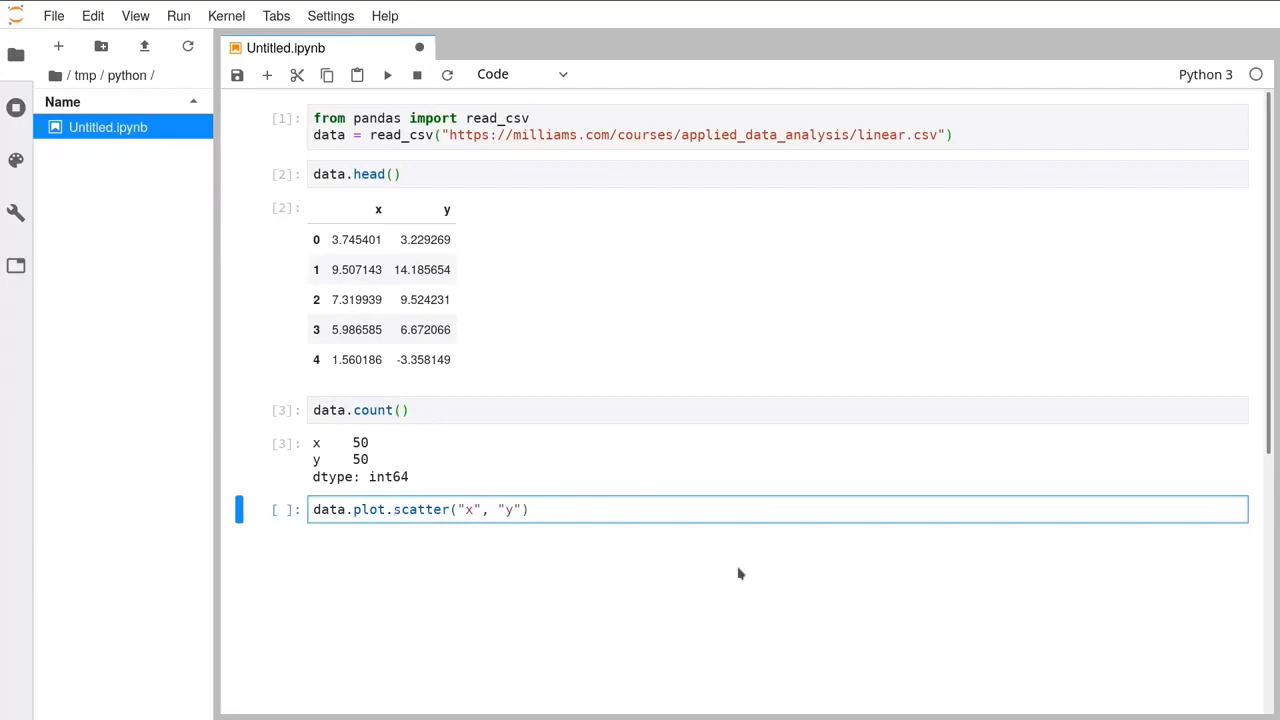 File Edit View Run Kernel Tabs Settings Help
Untitled.ipynb
/ tmp / python /
Code
Python 3
Name
Untitled.ipynb
[1]: from pandas import read_csv
data = read_csv("https://milliams.com/courses/applied_data_analysis/linear.csv")
[2]: data.head()
[2]: x y
0 3.745401 3.229269
1 9.507143 14.185654
2 7.319939 9.524231
3 5.986585 6.672066
4 1.560186 -3.358149
[3]: data.count()
[3]: x 50
y 50
dtype: int64
[ ]: data.plot.scatter("x", "y")